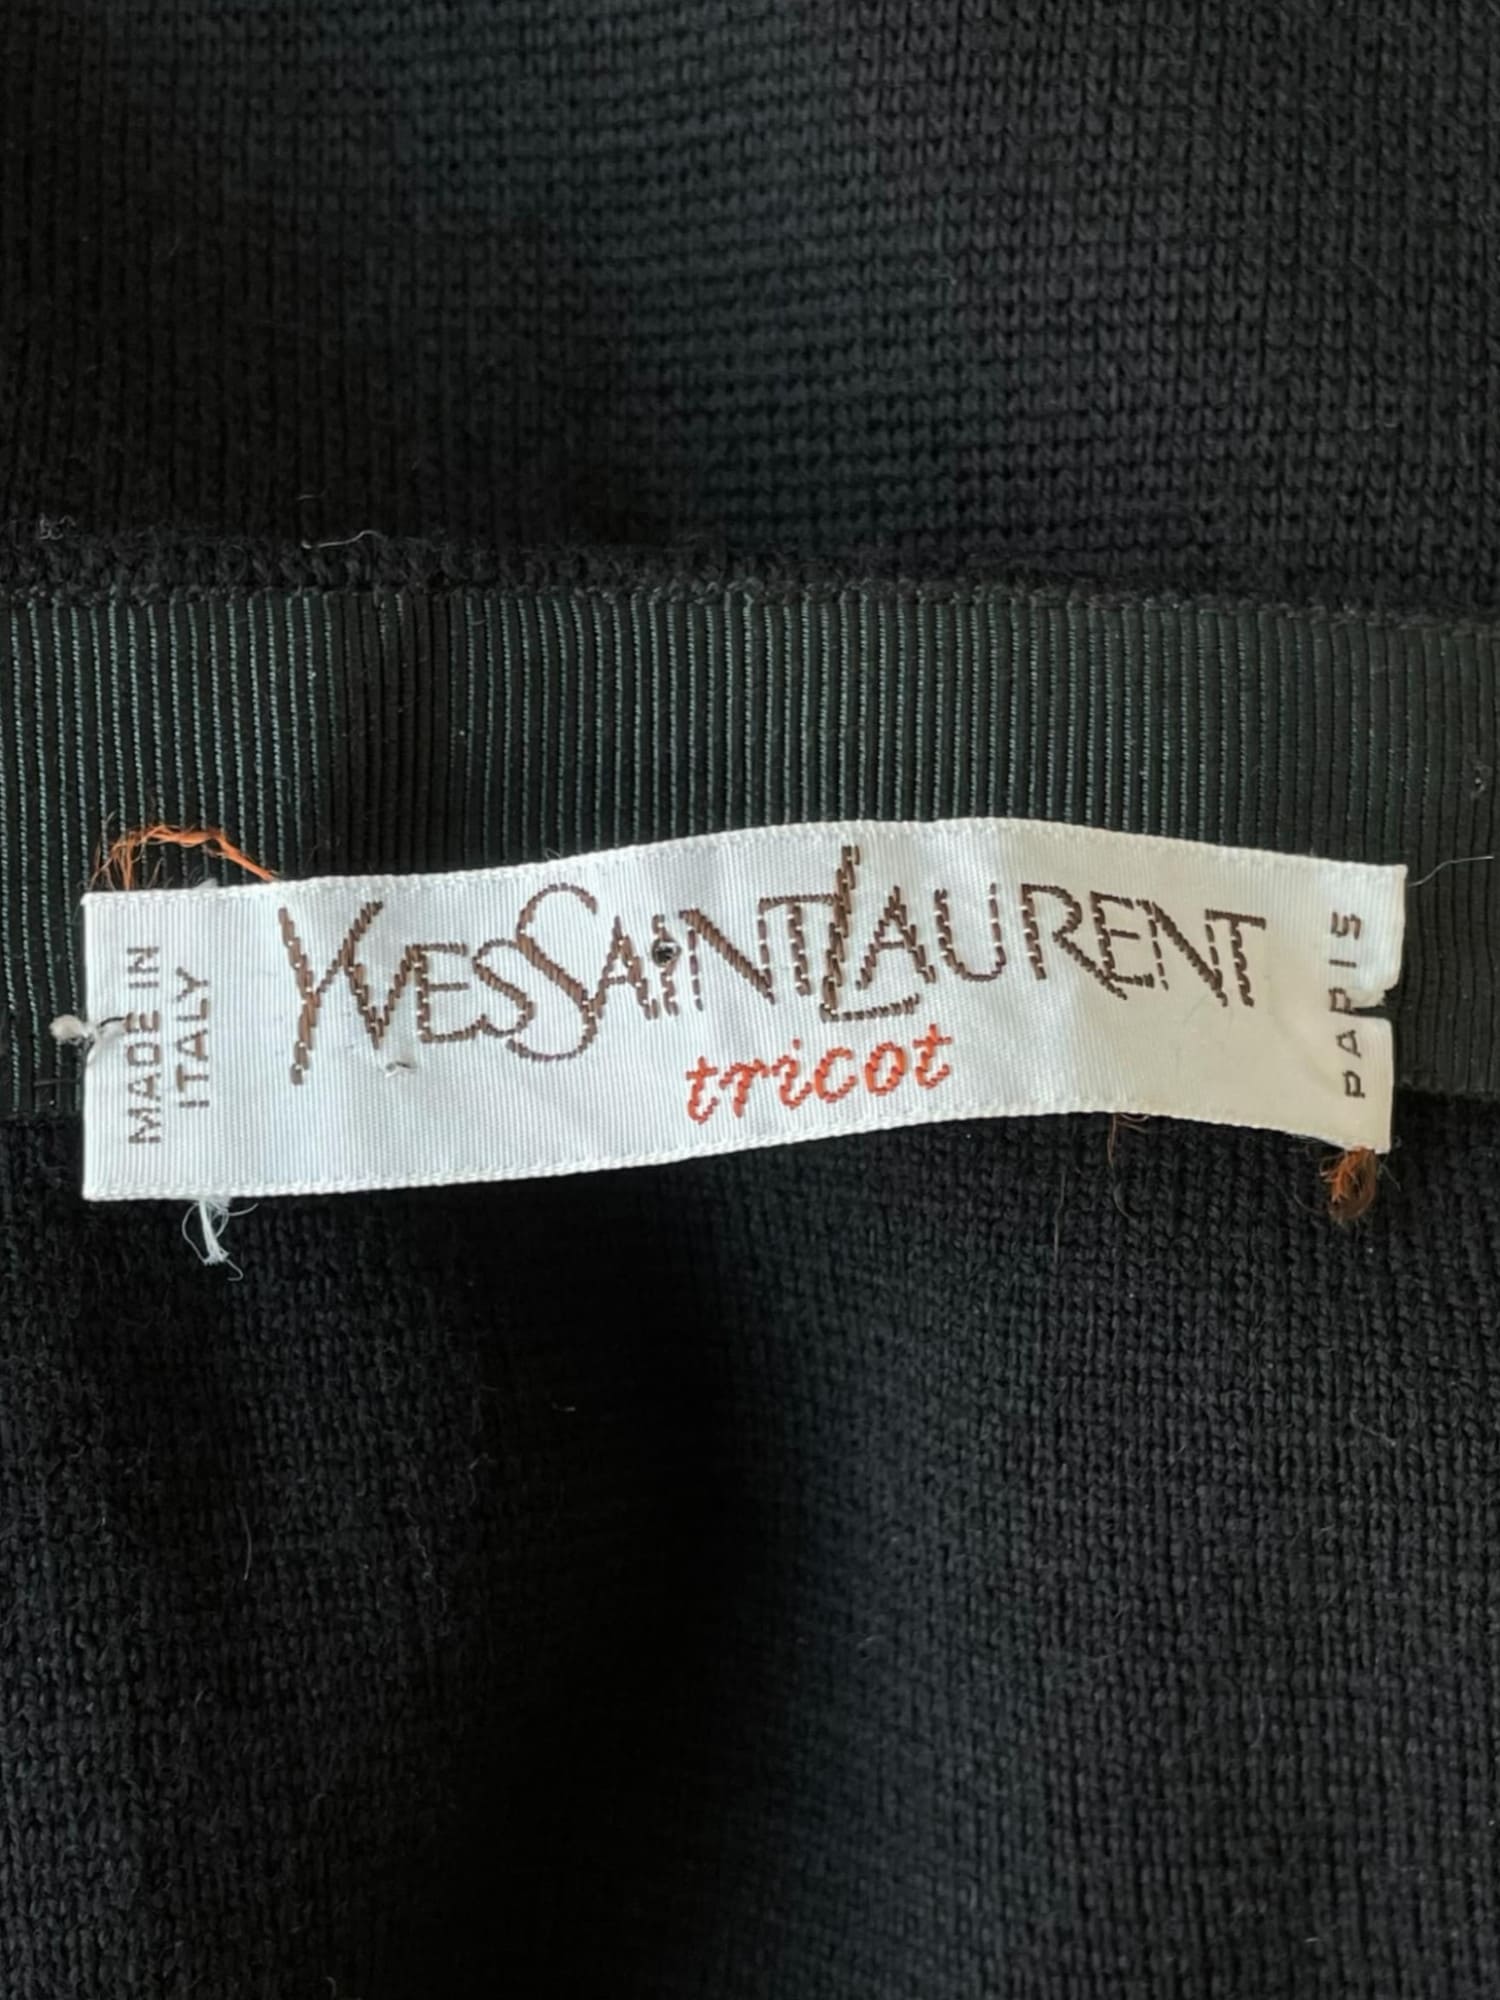 MADE IN
ITALY
YVESSAINTLAURENT
tricot
PARIS